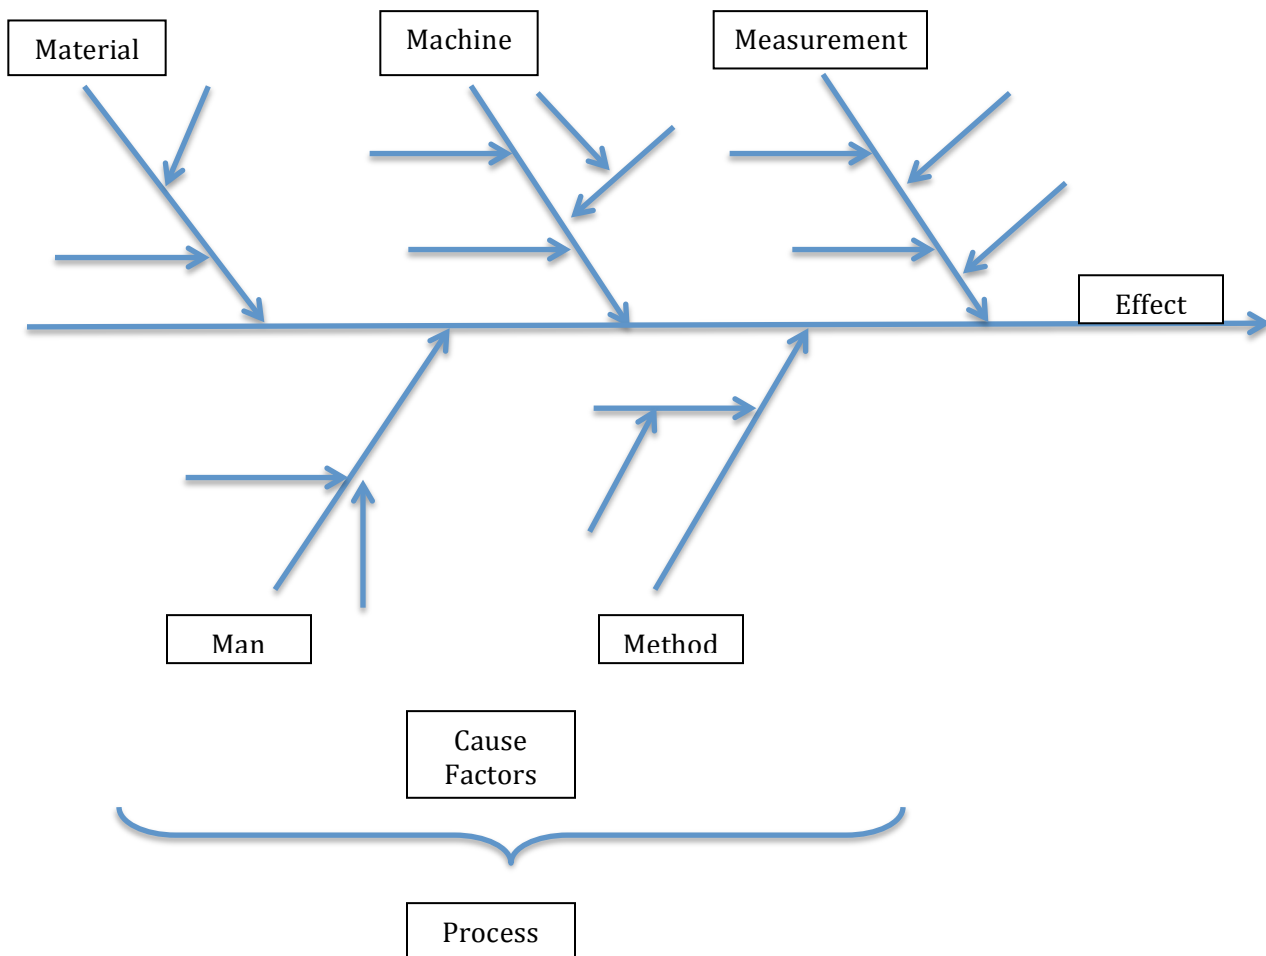 Material
Machine
Measurement
Effect
Man
Method
Cause
Factors
Process